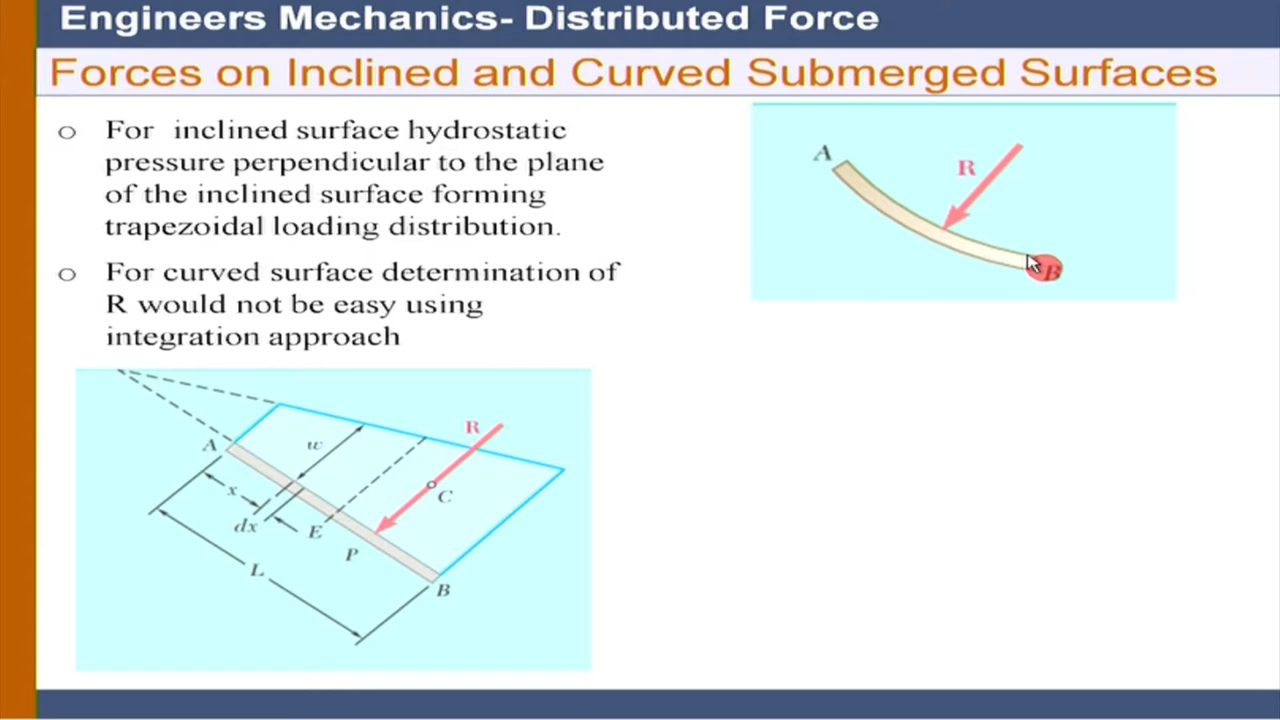 Engineers Mechanics- Distributed Force
Forces on Inclined and Curved Submerged Surfaces
o For inclined surface hydrostatic
pressure perpendicular to the plane
of the inclined surface forming
trapezoidal loading distribution.
o For curved surface determination of
R would not be easy using
integration approach
A
R
B
R
A
w
C
x
dx
E
P
L
B